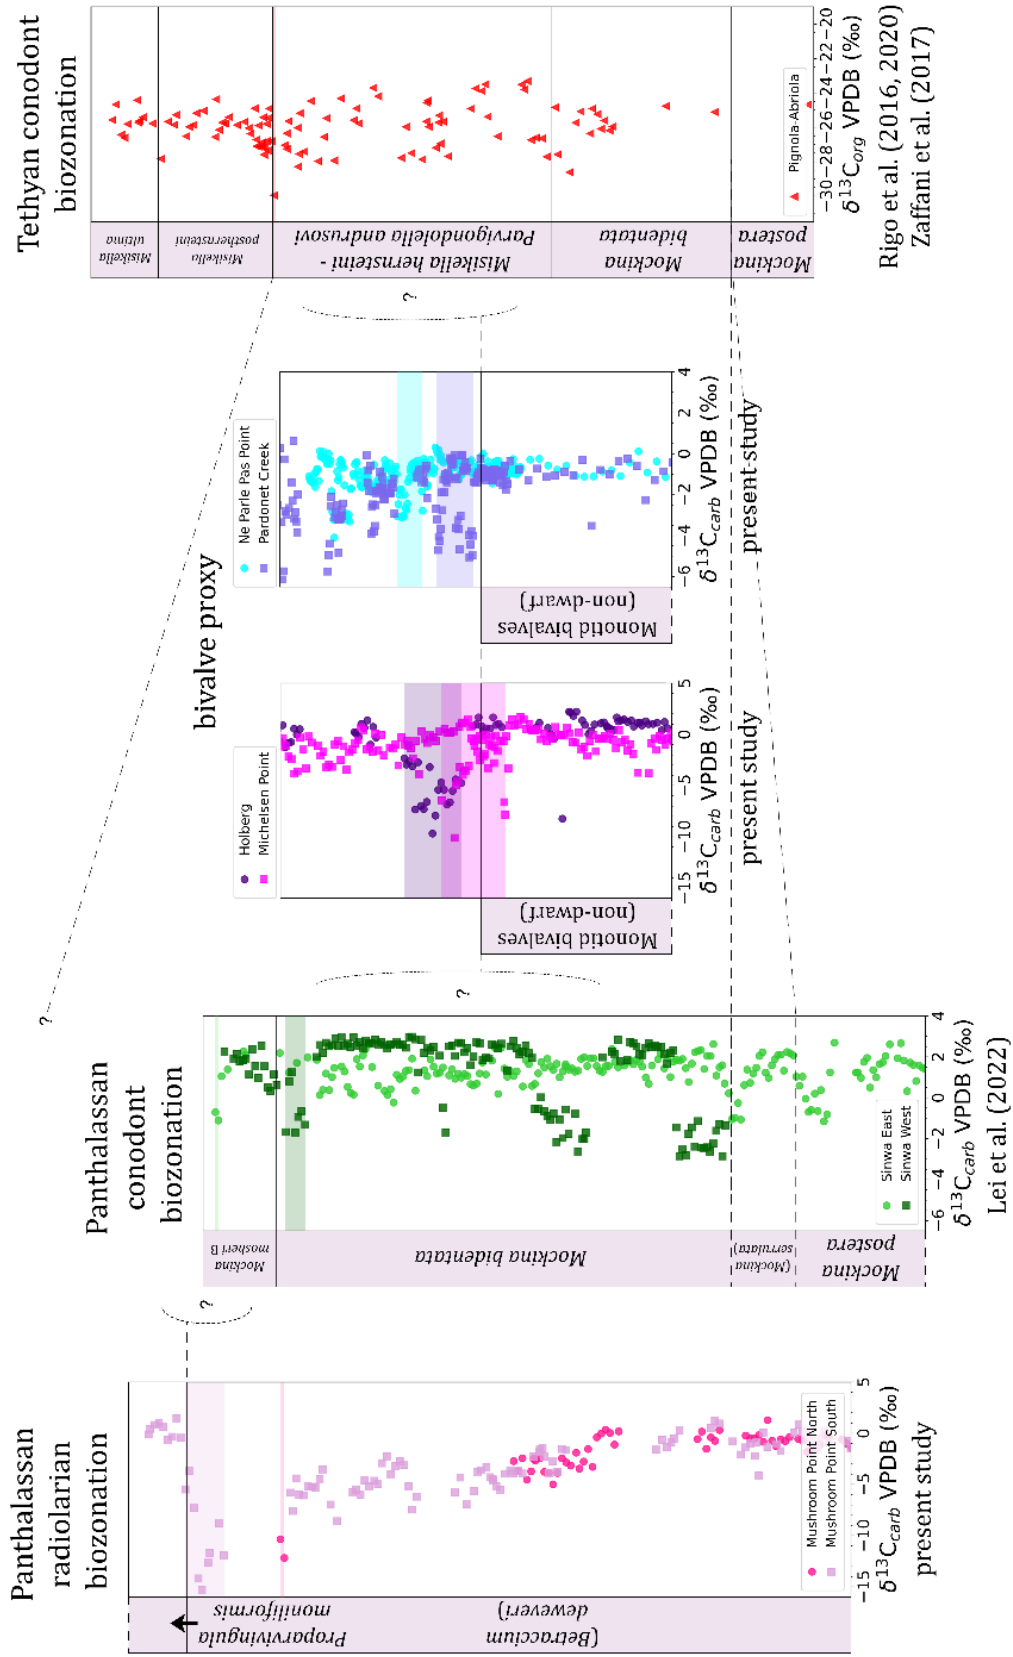 Panthalassan
radiolarian
biozonation
Proparvivingula
moniliformis
(Betraccium
deweveri)
5
0
−5
−10
−15
Mushroom Point North
Mushroom Point South
δ13Ccarb VPDB (‰)
present study
?
Panthalassan
conodont
biozonation
Mockina
mosheri B
Mockina bidentata
(Mockina
serrulata)
Mockina
postera
4
2
0
−2
−4
−6
Sinwa East
Sinwa West
δ13Ccarb VPDB (‰)
Lei et al. (2022)
?
?
bivalve proxy
Holberg
Michelsen Point
Monotid bivalves
(non-dwarf)
5
0
−5
−10
−15
δ13Ccarb VPDB (‰)
present study
Ne Parle Pas Point
Pardonet Creek
Monotid bivalves
(non-dwarf)
4
2
0
−2
−4
−6
δ13Ccarb VPDB (‰)
present study
?
Tethyan conodont
biozonation
Misikella
ultima
Misikella
posthernsteini
Misikella hernsteini -
Parvigondolella andrusovi
Mockina
bidentata
Mockina
postera
Pignola-Abriola
−30−28−26−24−22−20
δ13Corg VPDB (‰)
Rigo et al. (2016, 2020)
Zaffani et al. (2017)